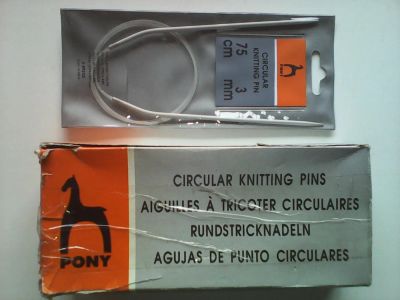 CIRCULAR
KNITTING PIN
75 3
cm mm
PONY
CIRCULAR KNITTING PINS
AIGUILLES À TRICOTER CIRCULAIRES
RUNDSTRICKNADELN
AGUJAS DE PUNTO CIRCULARES